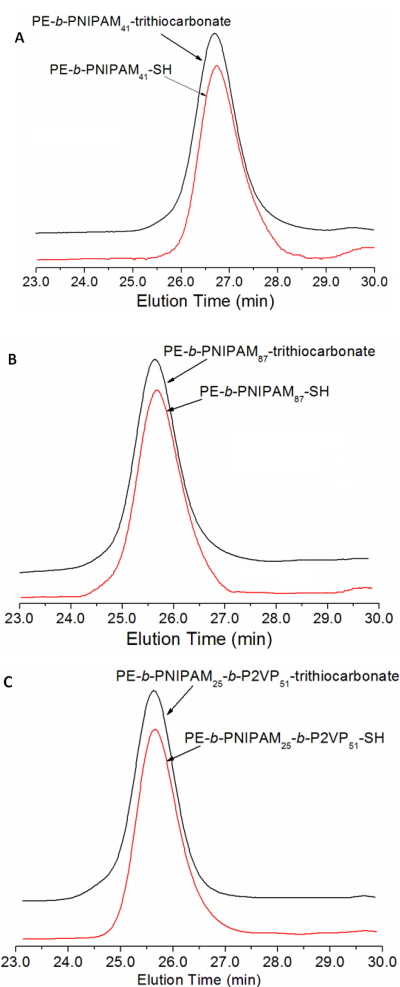 A
PE-b-PNIPAM41-trithiocarbonate
PE-b-PNIPAM41-SH
23.0 24.0 25.0 26.0 27.0 28.0 29.0 30.0
Elution Time (min)
B
PE-b-PNIPAM87-trithiocarbonate
PE-b-PNIPAM87-SH
23.0 24.0 25.0 26.0 27.0 28.0 29.0 30.0
Elution Time (min)
C
PE-b-PNIPAM25-b-P2VP51-trithiocarbonate
PE-b-PNIPAM25-b-P2VP51-SH
23.0 24.0 25.0 26.0 27.0 28.0 29.0 30.0
Elution Time (min)